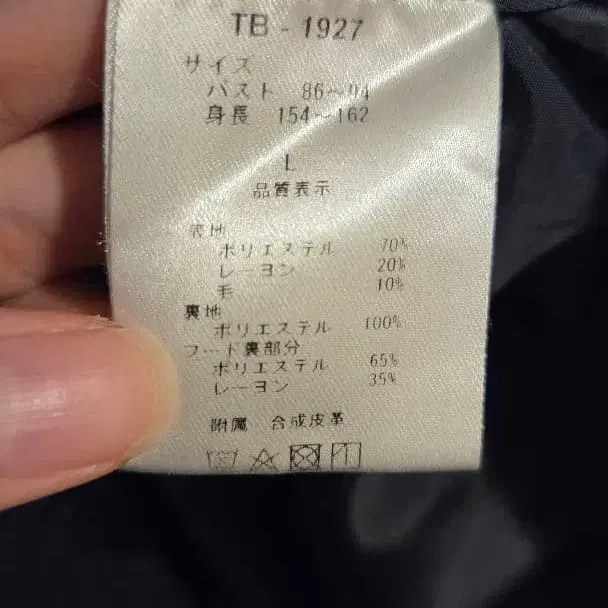 TB - 1927
サイズ
バスト 86～94
身長 154～162
L
品質表示
表地
ポリエステル 70%
レーヨン 20%
毛 10%
裏地
ポリエステル 100%
フード裏部分
ポリエステル 65%
レーヨン 35%
附属 合成皮革